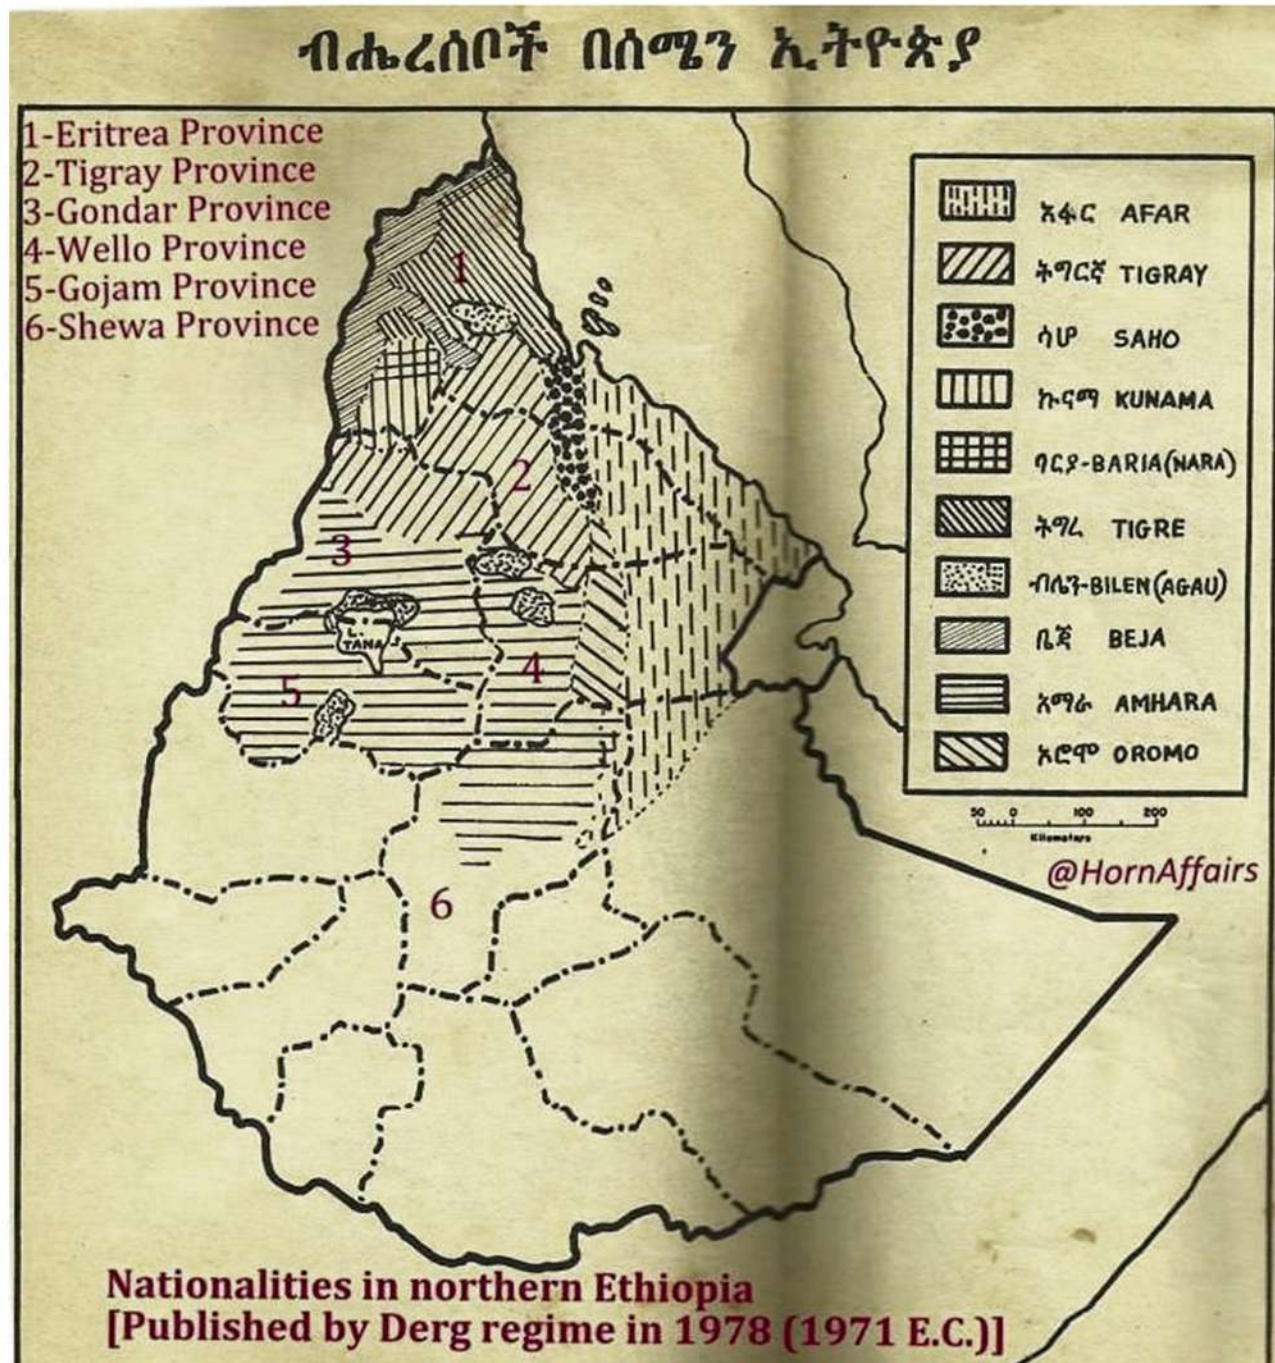 ብሔረሰቦች በሰሜን ኢትዮጵያ
1-Eritrea Province
2-Tigray Province
3-Gondar Province
4-Wello Province
5-Gojam Province
6-Shewa Province
አፋር AFAR
ትግርኛ TIGRAY
ሳሆ SAHO
ኩናማ KUNAMA
ባርያ-BARIA(NARA)
ትግረ TIGRE
ብሌን-BILEN(AGAU)
ቤጃ BEJA
አማራ AMHARA
ኦሮሞ OROMO
1
2
3
L. TANA
4
5
6
50 0 100 200
Kilometers
@HornAffairs
Nationalities in northern Ethiopia
[Published by Derg regime in 1978 (1971 E.C.)]